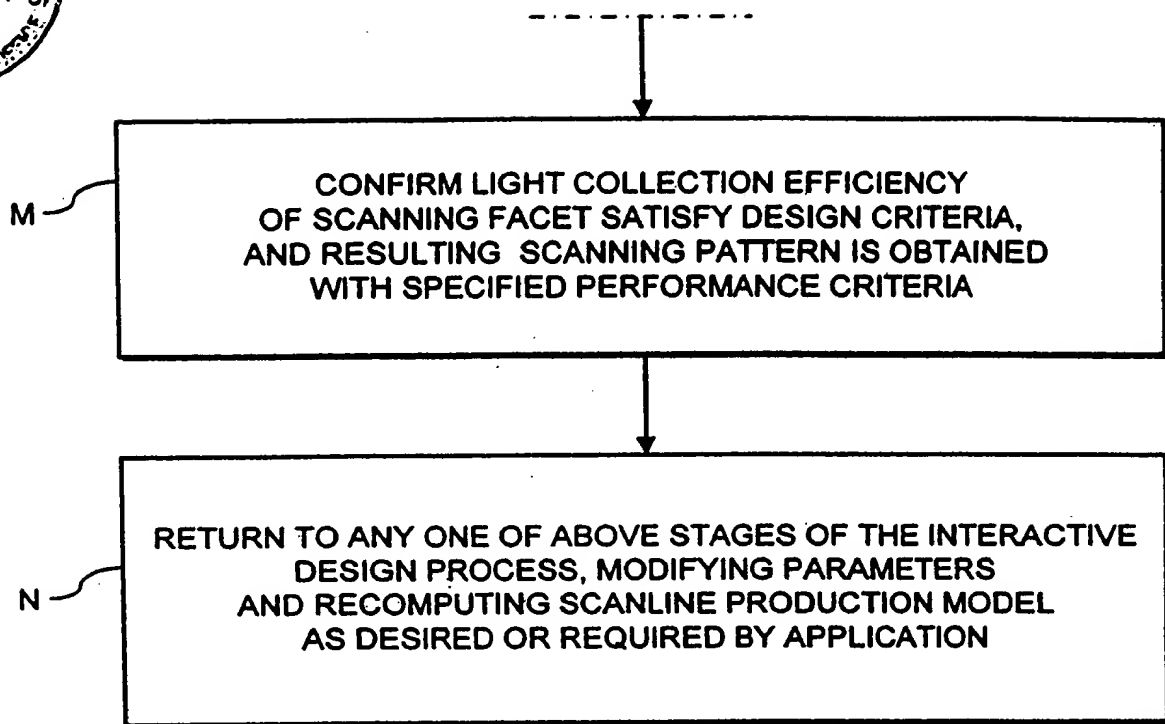 M
CONFIRM LIGHT COLLECTION EFFICIENCY
OF SCANNING FACET SATISFY DESIGN CRITERIA,
AND RESULTING SCANNING PATTERN IS OBTAINED
WITH SPECIFIED PERFORMANCE CRITERIA
N
RETURN TO ANY ONE OF ABOVE STAGES OF THE INTERACTIVE
DESIGN PROCESS, MODIFYING PARAMETERS
AND RECOMPUTING SCANLINE PRODUCTION MODEL
AS DESIRED OR REQUIRED BY APPLICATION